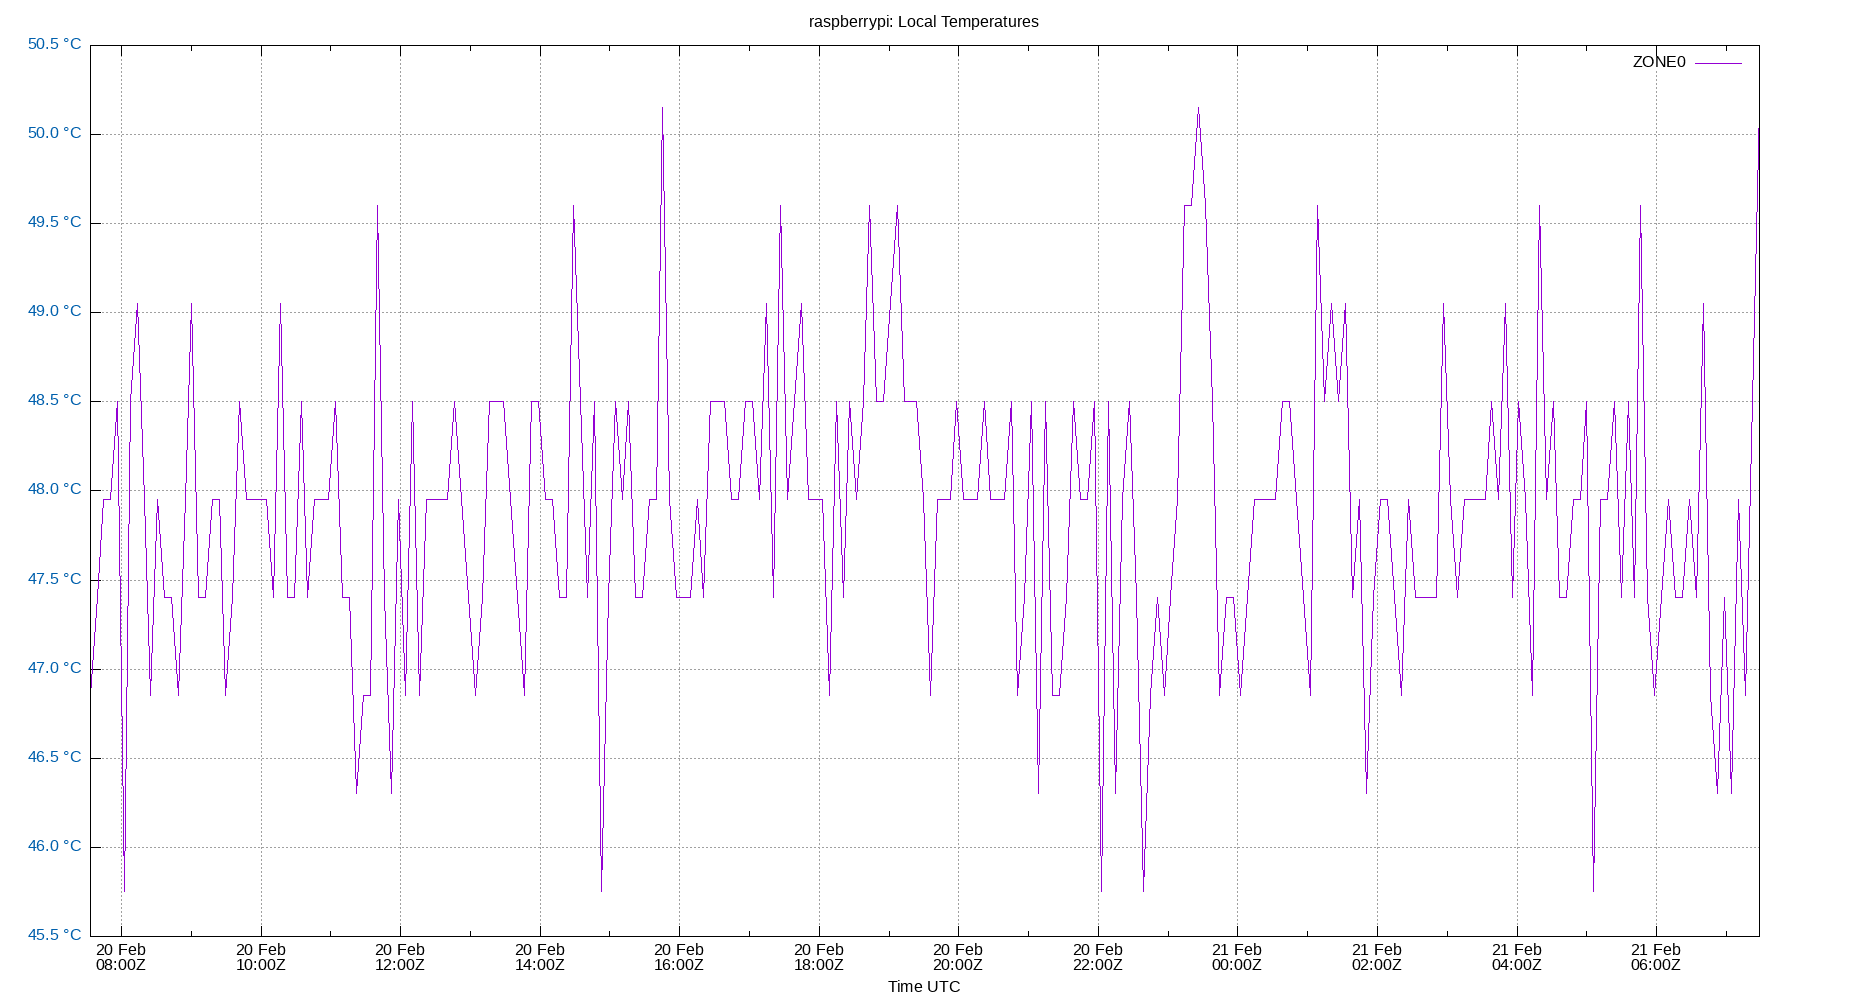 raspberrypi: Local Temperatures
50.5 °C
ZONE0
50.0 °C
49.5 °C
49.0 °C
48.5 °C
48.0 °C
47.5 °C
47.0 °C
46.5 °C
46.0 °C
45.5 °C
20 Feb 20 Feb 20 Feb 20 Feb 20 Feb 20 Feb 20 Feb 20 Feb 21 Feb 21 Feb 21 Feb 21 Feb
08:00Z 10:00Z 12:00Z 14:00Z 16:00Z 18:00Z 20:00Z 22:00Z 00:00Z 02:00Z 04:00Z 06:00Z
Time UTC